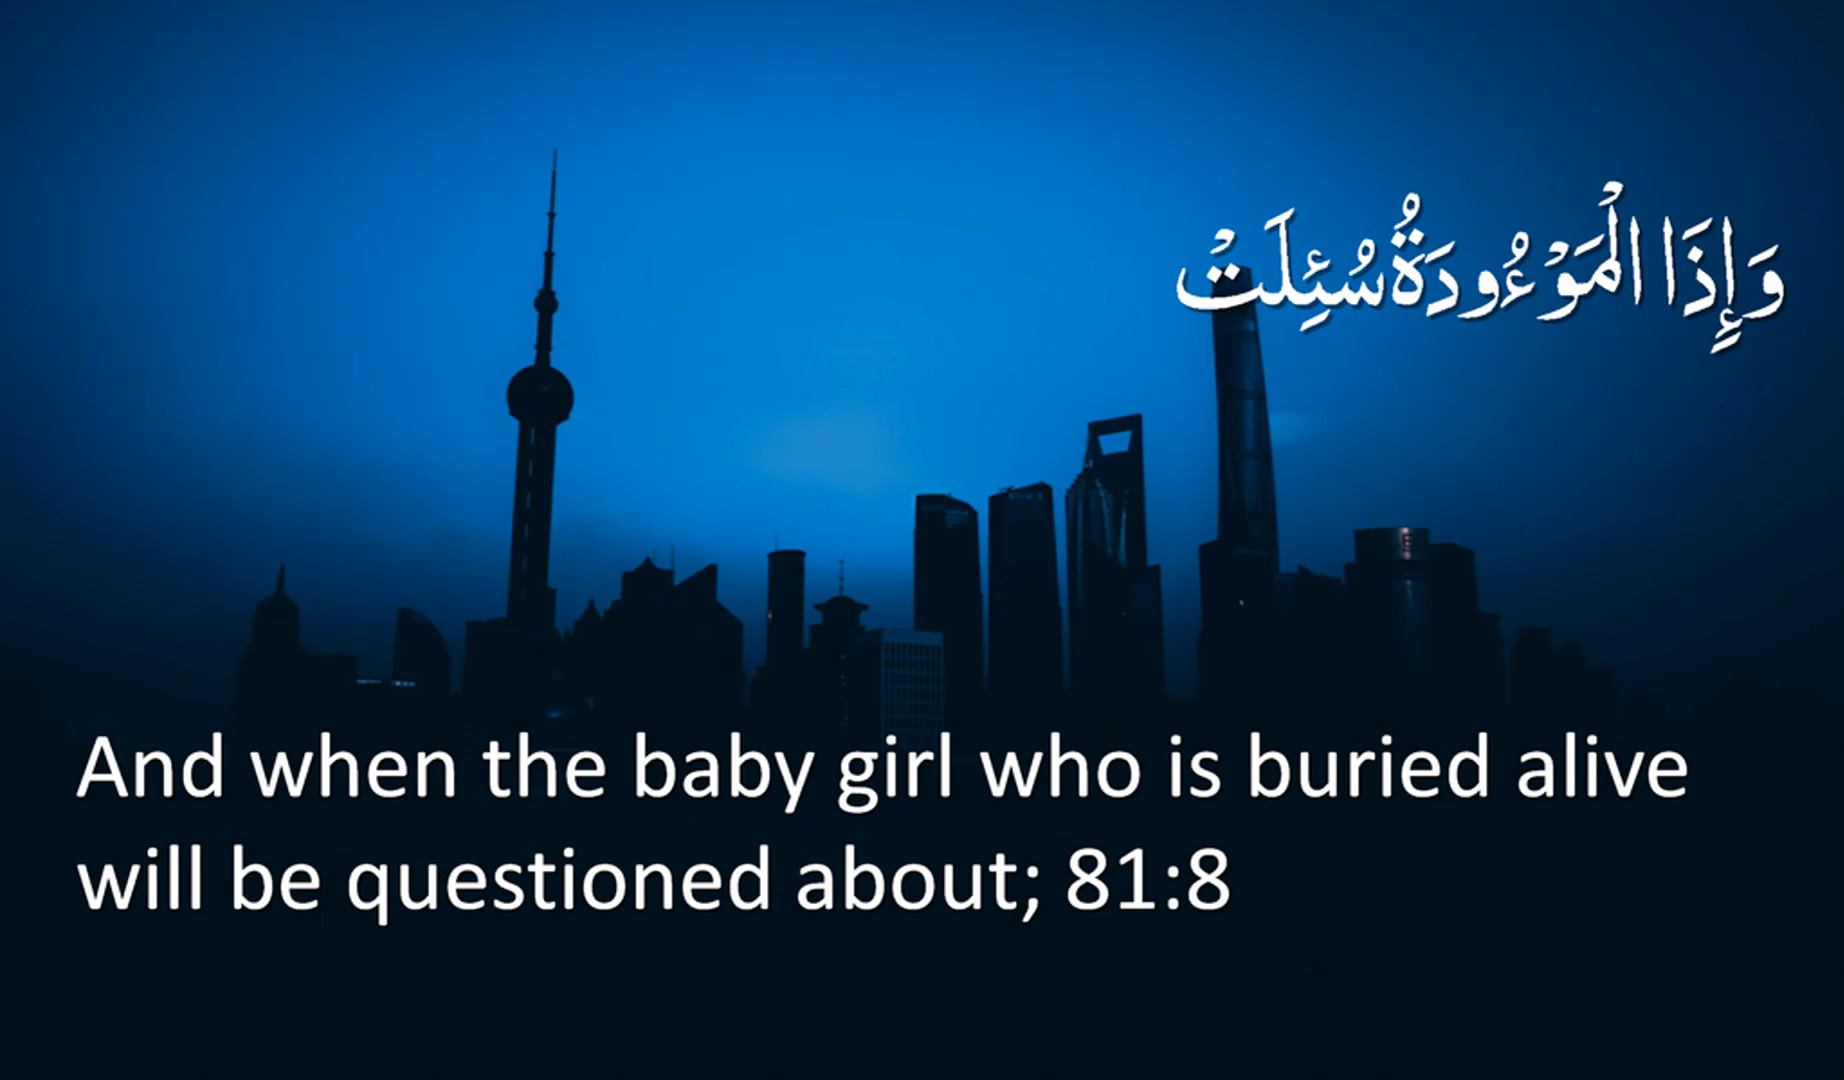 وَإِذَا الْمَوْءُودَةُ سُئِلَتْ
And when the baby girl who is buried alive
will be questioned about; 81:8